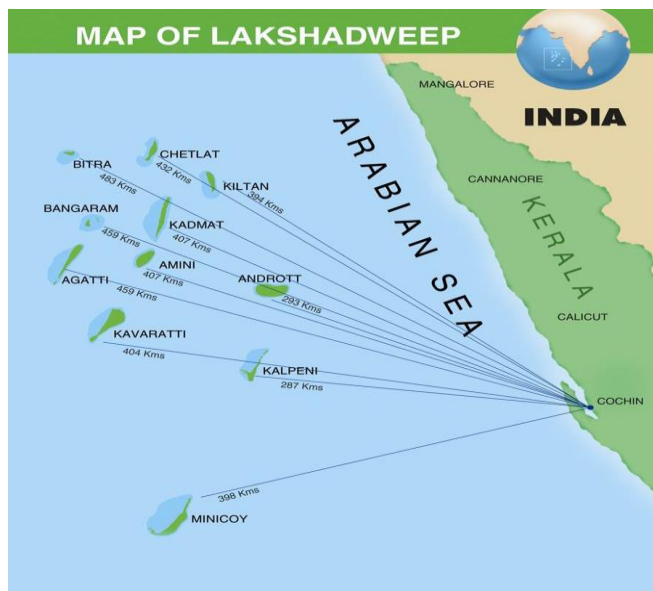 MAP OF LAKSHADWEEP
MANGALORE
INDIA
ARABIAN SEA
CHETLAT
BITRA
432 Kms
483 Kms
KILTAN
394 Kms
CANNANORE
KERALA
BANGARAM
KADMAT
459 Kms
407 Kms
AMINI
407 Kms
AGATTI
459 Kms
ANDROTT
293 Kms
CALICUT
KAVARATTI
404 Kms
KALPENI
287 Kms
COCHIN
398 Kms
MINICOY